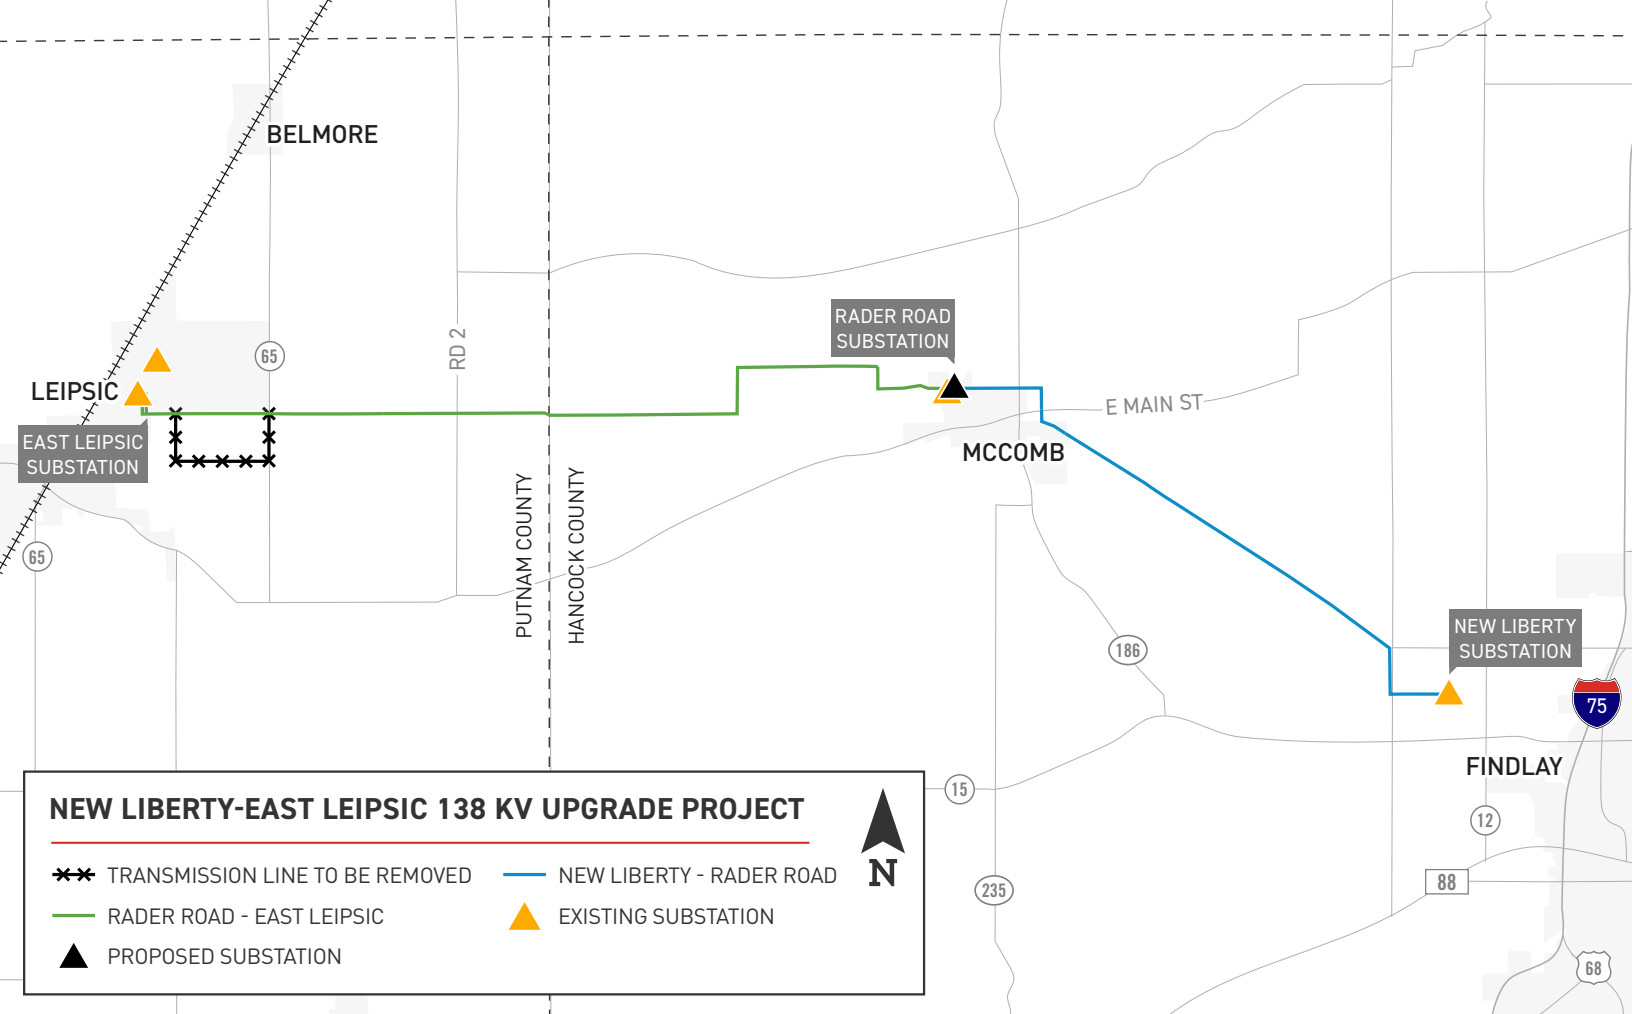 BELMORE
RADER ROAD
SUBSTATION
65
RD 2
LEIPSIC
E MAIN ST
EAST LEIPSIC
SUBSTATION
MCCOMB
PUTNAM COUNTY
HANCOCK COUNTY
65
NEW LIBERTY
SUBSTATION
186
75
FINDLAY
15
12
88
235
68
NEW LIBERTY-EAST LEIPSIC 138 KV UPGRADE PROJECT
TRANSMISSION LINE TO BE REMOVED
NEW LIBERTY - RADER ROAD
RADER ROAD - EAST LEIPSIC
EXISTING SUBSTATION
PROPOSED SUBSTATION
N